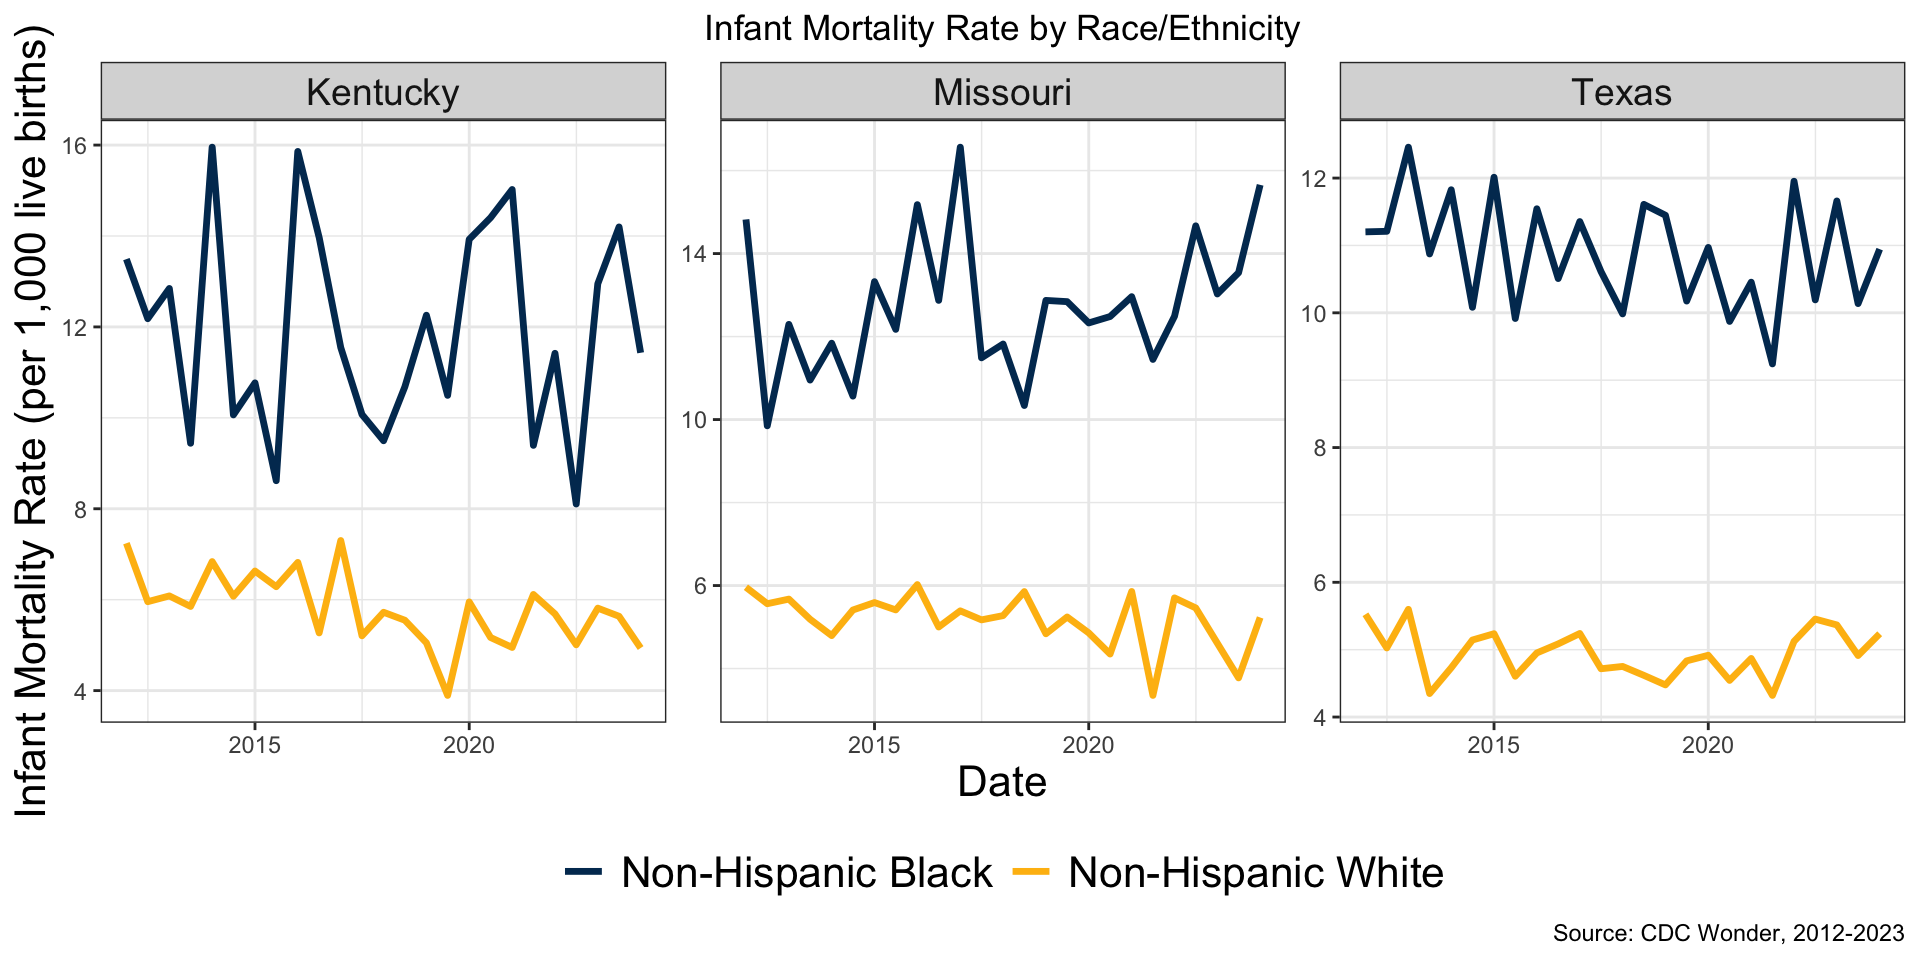 Infant Mortality Rate by Race/Ethnicity
Infant Mortality Rate (per 1,000 live births)
Kentucky
16
12
8
4
2015
2020
Missouri
14
10
6
2015
2020
Texas
12
10
8
6
4
2015
2020
Date
Non-Hispanic Black
Non-Hispanic White
Source: CDC Wonder, 2012-2023